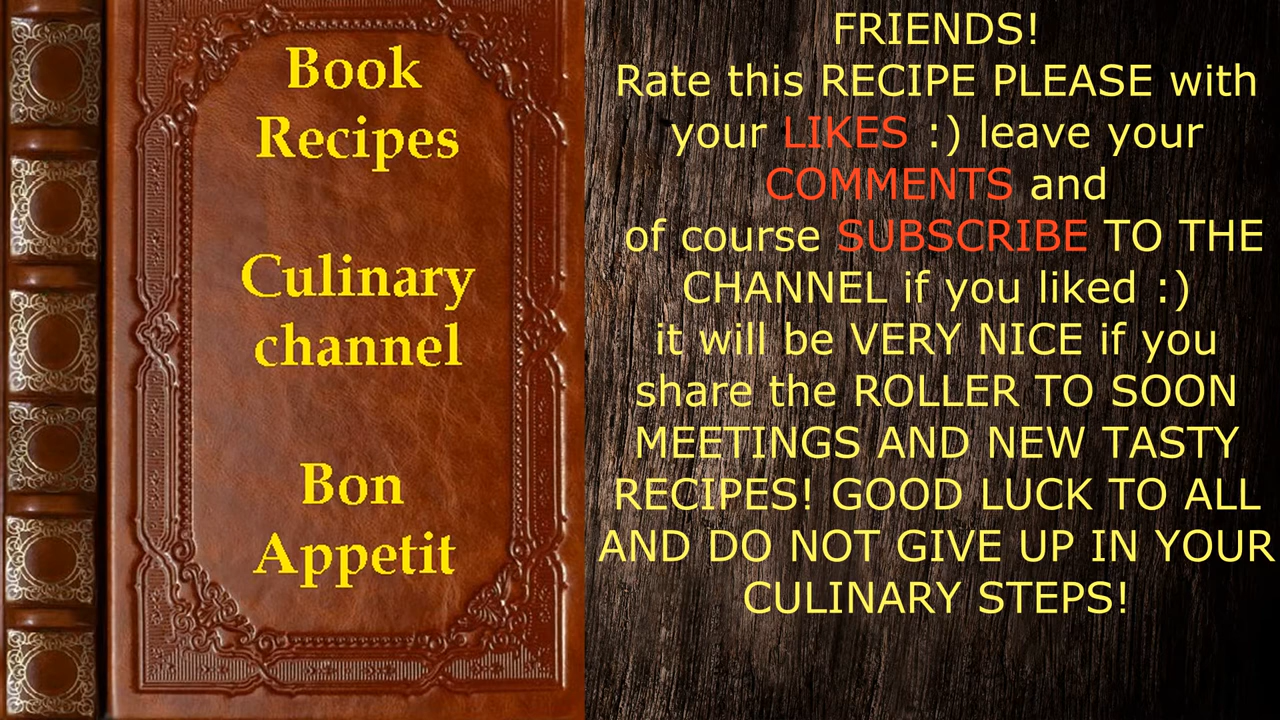 Book
Recipes
Culinary
channel
Bon
Appetit
FRIENDS!
Rate this RECIPE PLEASE with
your LIKES :) leave your
COMMENTS and
of course SUBSCRIBE TO THE
CHANNEL if you liked :)
it will be VERY NICE if you
share the ROLLER TO SOON
MEETINGS AND NEW TASTY
RECIPES! GOOD LUCK TO ALL
AND DO NOT GIVE UP IN YOUR
CULINARY STEPS!